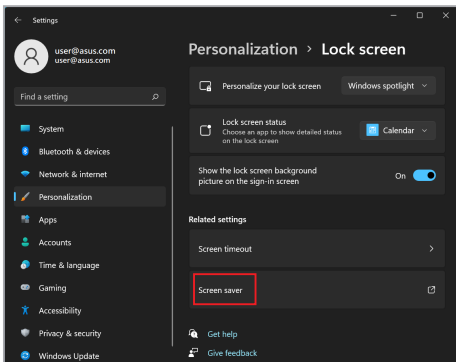 Settings
user@asus.com
user@asus.com
Find a setting
System
Bluetooth & devices
Network & internet
Personalization
Apps
Accounts
Time & language
Gaming
Accessibility
Privacy & security
Windows Update
Personalization > Lock screen
Personalize your lock screen
Windows spotlight
Lock screen status
Choose an app to show detailed status
on the lock screen
Calendar
Show the lock screen background
picture on the sign-in screen
On
Related settings
Screen timeout
Screen saver
Get help
Give feedback